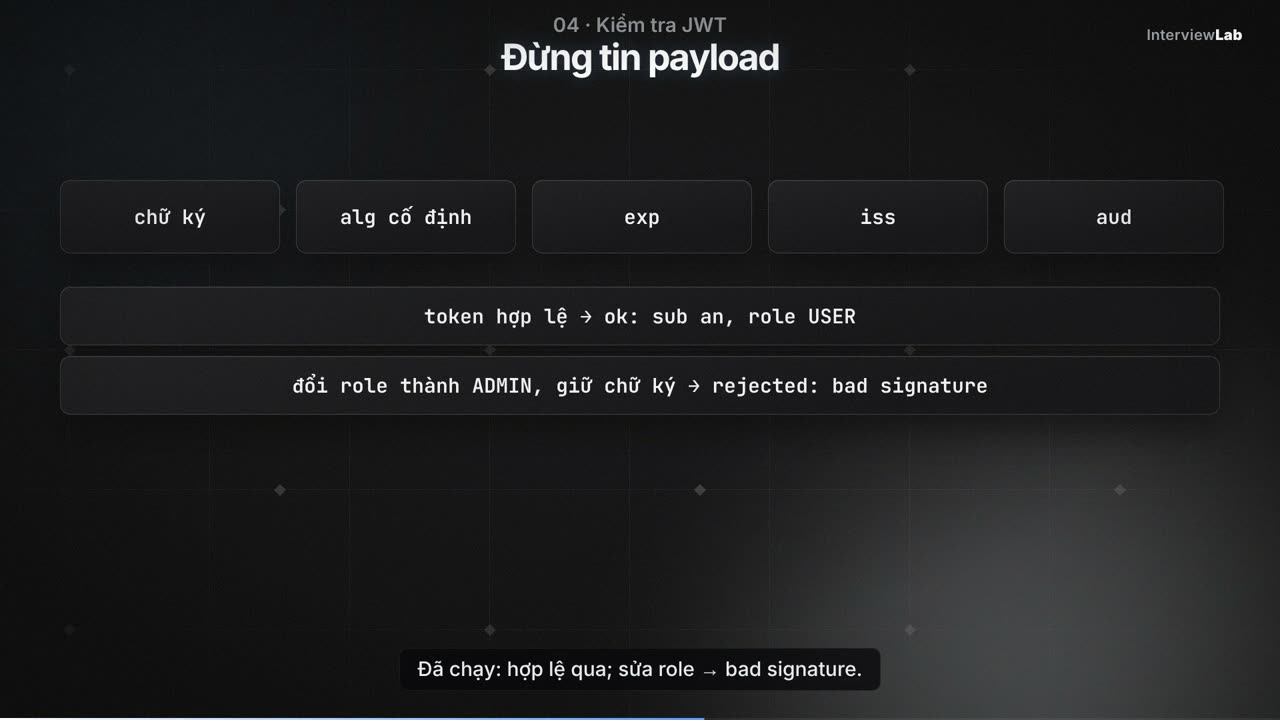 04 · Kiểm tra JWT
InterviewLab
Đừng tin payload
chữ ký
alg cố định
exp
iss
aud
token hợp lệ → ok: sub an, role USER
đổi role thành ADMIN, giữ chữ ký → rejected: bad signature
Đã chạy: hợp lệ qua; sửa role → bad signature.